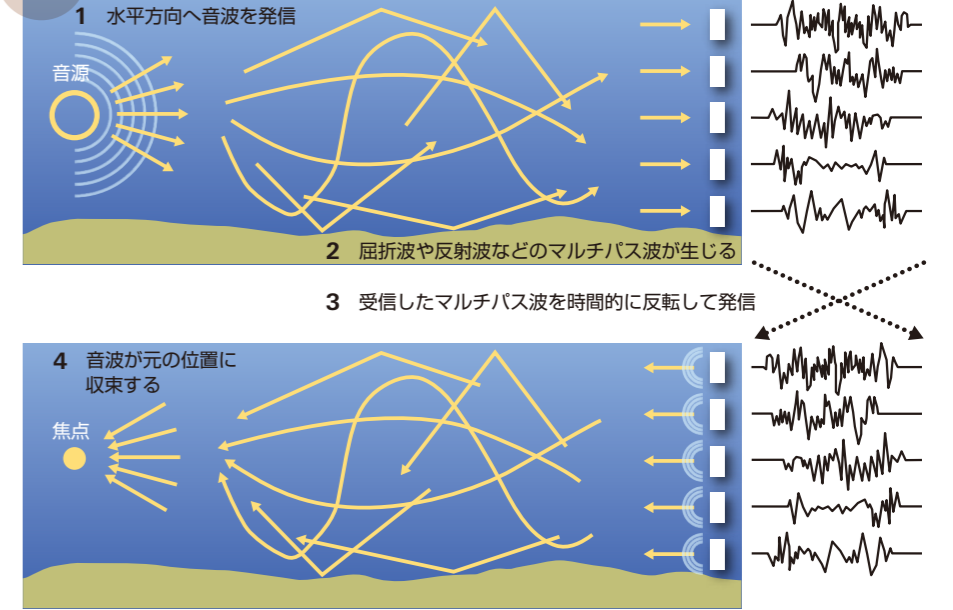 1 水平方向へ音波を発信
音源
2 屈折波や反射波などのマルチパス波が生じる
3 受信したマルチパス波を時間的に反転して発信
4 音波が元の位置に
収束する
焦点